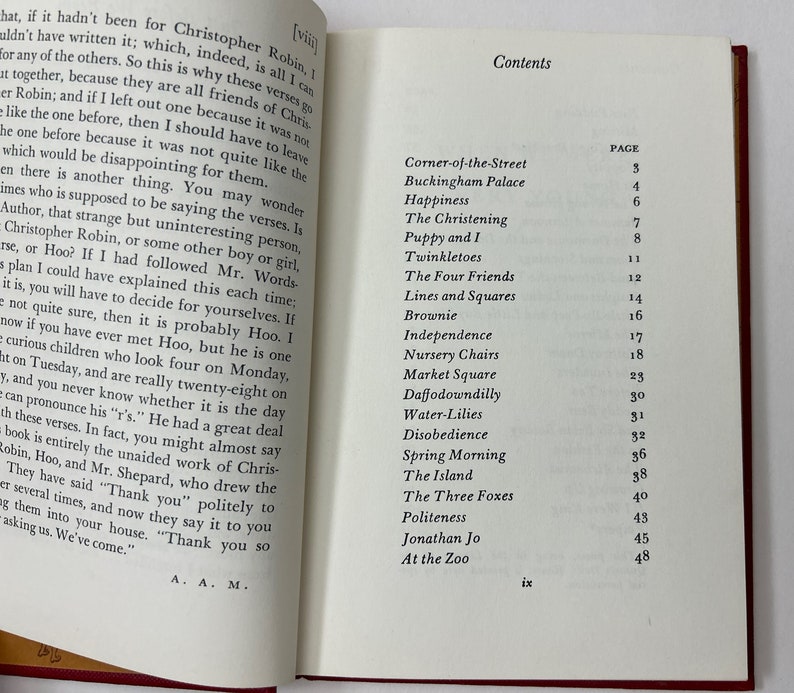 [viii]
that, if it hadn't been for Christopher Robin, I
uldn't have written it; which, indeed, is all I can
for any of the others. So this is why these verses go
ut together, because they are all friends of Chris-
er Robin; and if I left out one because it was not
e like the one before, then I should have to leave
he one before because it was not quite like the
which would be disappointing for them.
en there is another thing. You may wonder
imes who is supposed to be saying the verses. Is
Author, that strange but uninteresting person,
Christopher Robin, or some other boy or girl,
urse, or Hoo? If I had followed Mr. Words-
s plan I could have explained this each time;
it is, you will have to decide for yourselves. If
e not quite sure, then it is probably Hoo. I
now if you have ever met Hoo, but he is one
e curious children who look four on Monday,
ght on Tuesday, and are really twenty-eight on
y, and you never know whether it is the day
e can pronounce his "r's." He had a great deal
th these verses. In fact, you might almost say
s book is entirely the unaided work of Chris-
Robin, Hoo, and Mr. Shepard, who drew the
They have said "Thank you" politely to
er several times, and now they say it to you
ng them into your house. "Thank you so
asking us. We've come."
A. A. M.
Contents
PAGE
Corner-of-the-Street 3
Buckingham Palace 4
Happiness 6
The Christening 7
Puppy and I 8
Twinkletoes 11
The Four Friends 12
Lines and Squares 14
Brownie 16
Independence 17
Nursery Chairs 18
Market Square 23
Daffodowndilly 30
Water-Lilies 31
Disobedience 32
Spring Morning 36
The Island 38
The Three Foxes 40
Politeness 43
Jonathan Jo 45
At the Zoo 48
ix